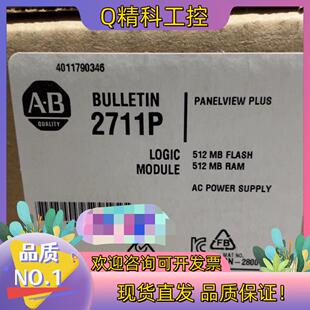 Q精科工控
4011790346
A-B
QUALITY
BULLETIN
2711P
PANELVIEW PLUS
LOGIC
MODULE
512 MB FLASH
512 MB RAM
AC POWER SUPPLY
FB
N-2800
品质
NO.1
欢迎咨询可开发票
现货直发 品质保证!